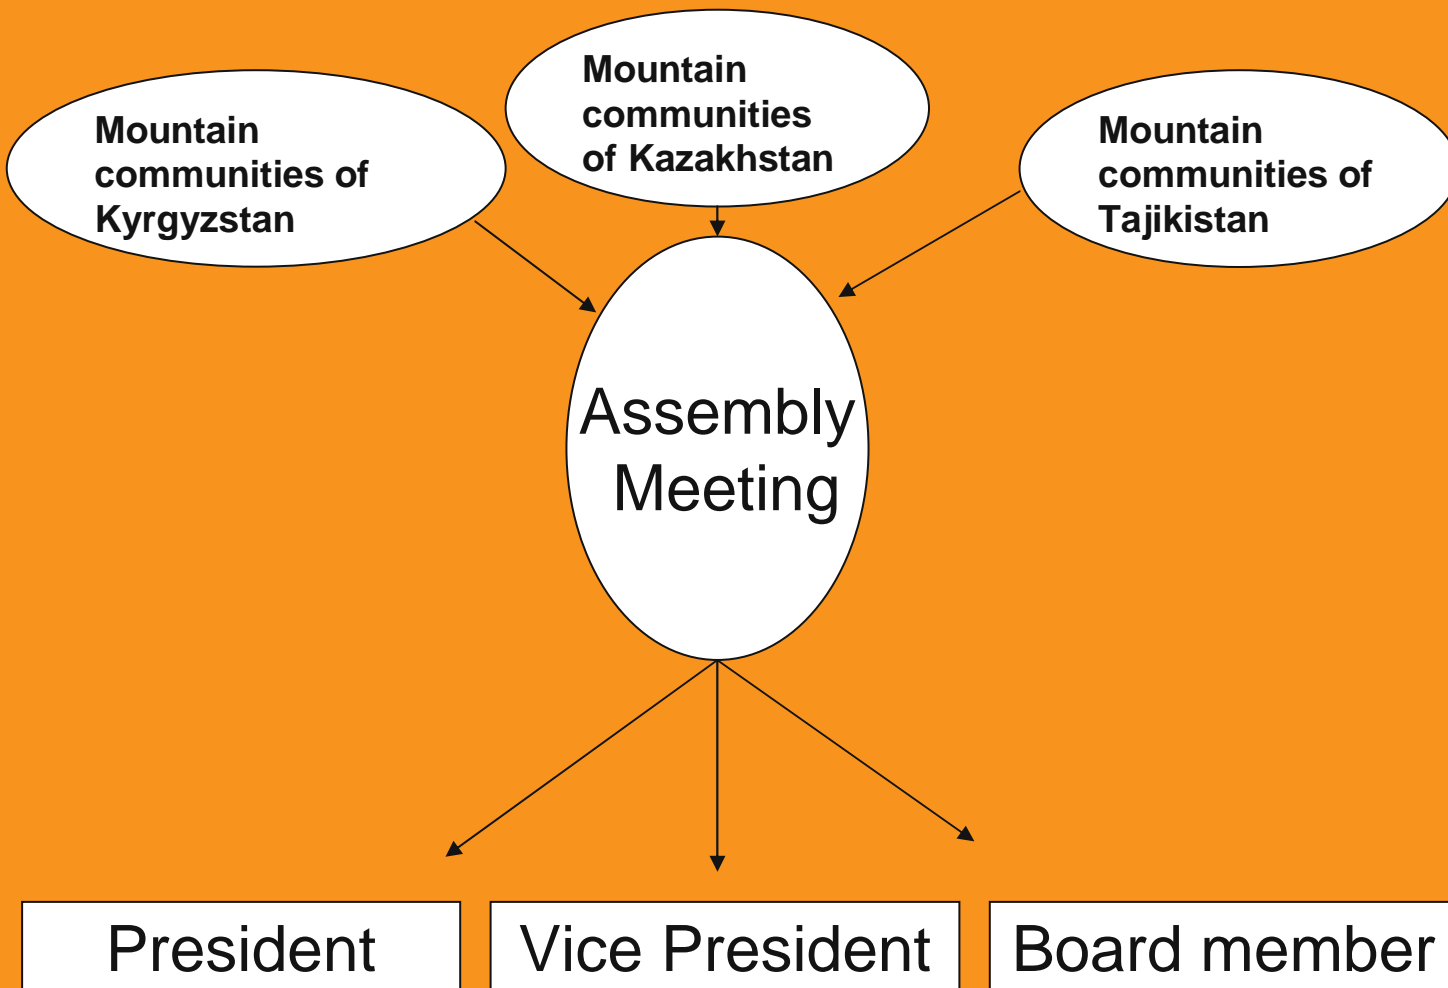 Mountain
communities of
Kyrgyzstan
Mountain
communities
of Kazakhstan
Mountain
communities of
Tajikistan
Assembly
Meeting
President
Vice President
Board member